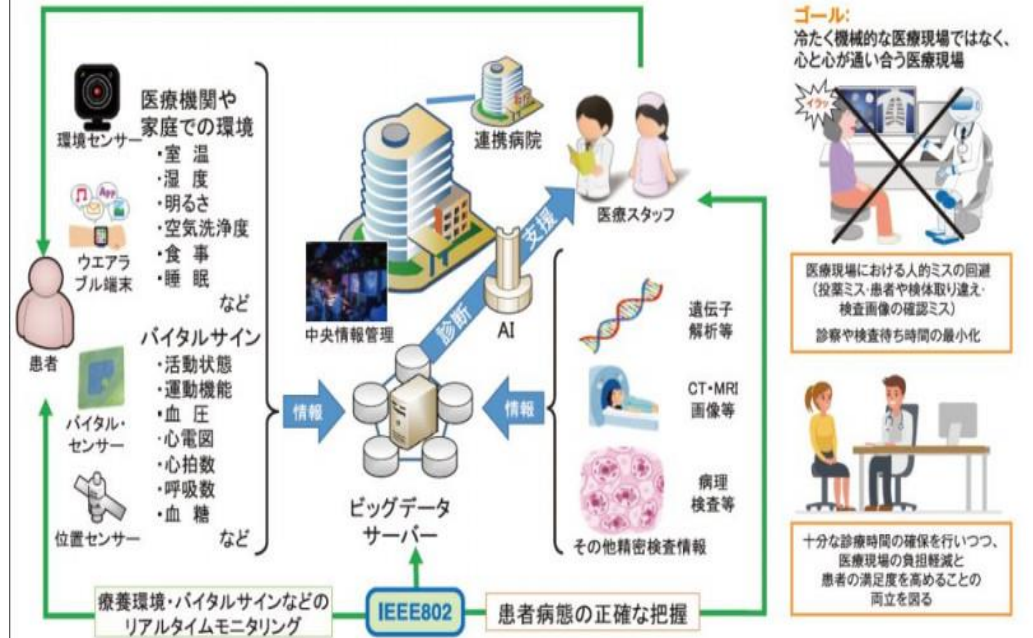 環境センサー
ウエアラ
ブル端末
患者
バイタル・
センサー
位置センサー
医療機関や
家庭での環境
・室 温
・湿 度
・明るさ
・空気洗浄度
・食 事
・睡 眠
など
バイタルサイン
・活動状態
・運動機能
・血 圧
・心電図
・心拍数
・呼吸数
・血 糖
など
App
情報
中央情報管理
連携病院
医療スタッフ
診断
支援
AI
ビッグデータ
サーバー
情報
遺伝子
解析等
CT・MRI
画像等
病理
検査等
その他精密検査情報
療養環境・バイタルサインなどの
リアルタイムモニタリング
IEEE802
患者病態の正確な把握
ゴール:
冷たく機械的な医療現場ではなく、
心と心が通い合う医療現場
イラッ
医療現場における人的ミスの回避
(投薬ミス・患者や検体取り違え・
検査画像の確認ミス)
診察や検査待ち時間の最小化
十分な診療時間の確保を行いつつ、
医療現場の負担軽減と
患者の満足度を高めることの
両立を図る